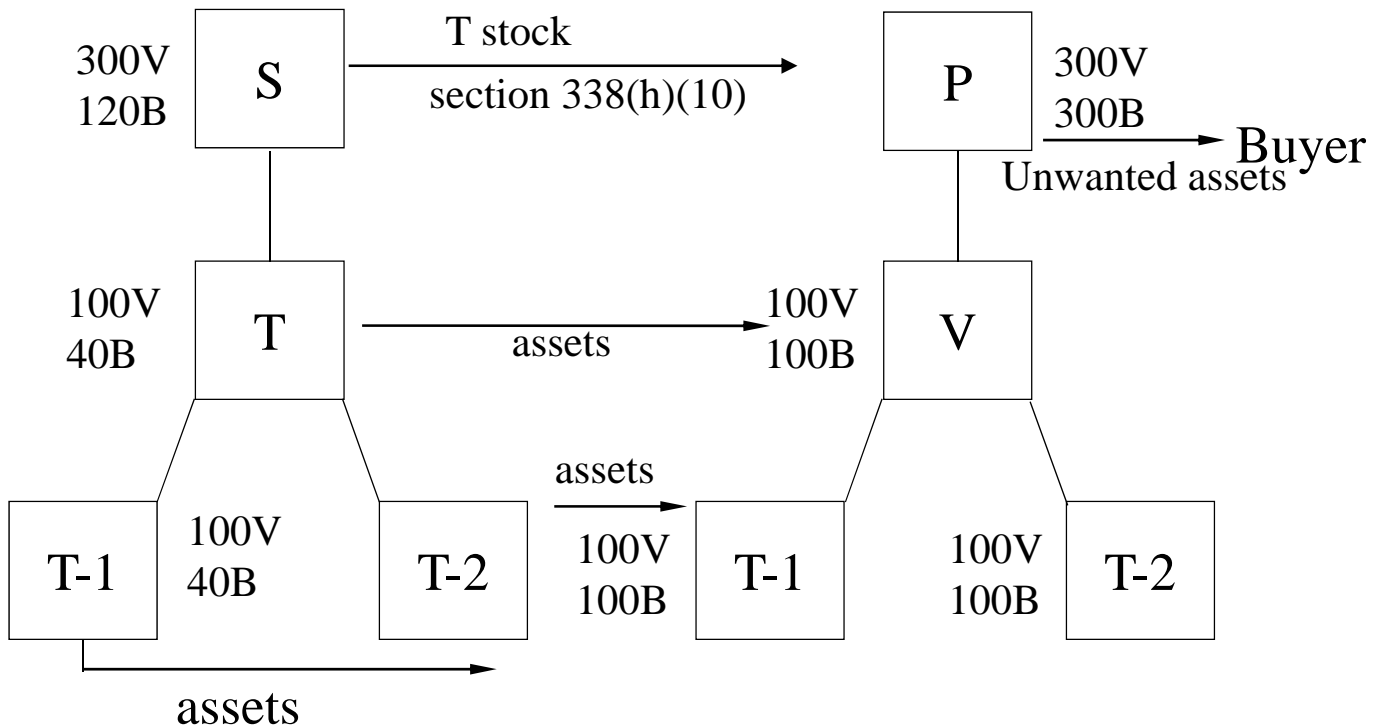 T stock
300V
120B
S
section 338(h)(10)
P
300V
300B
Buyer
Unwanted assets
100V
40B
T
assets
100V
100B
V
assets
T-1
100V
40B
T-2
100V
100B
T-1
100V
100B
T-2
assets